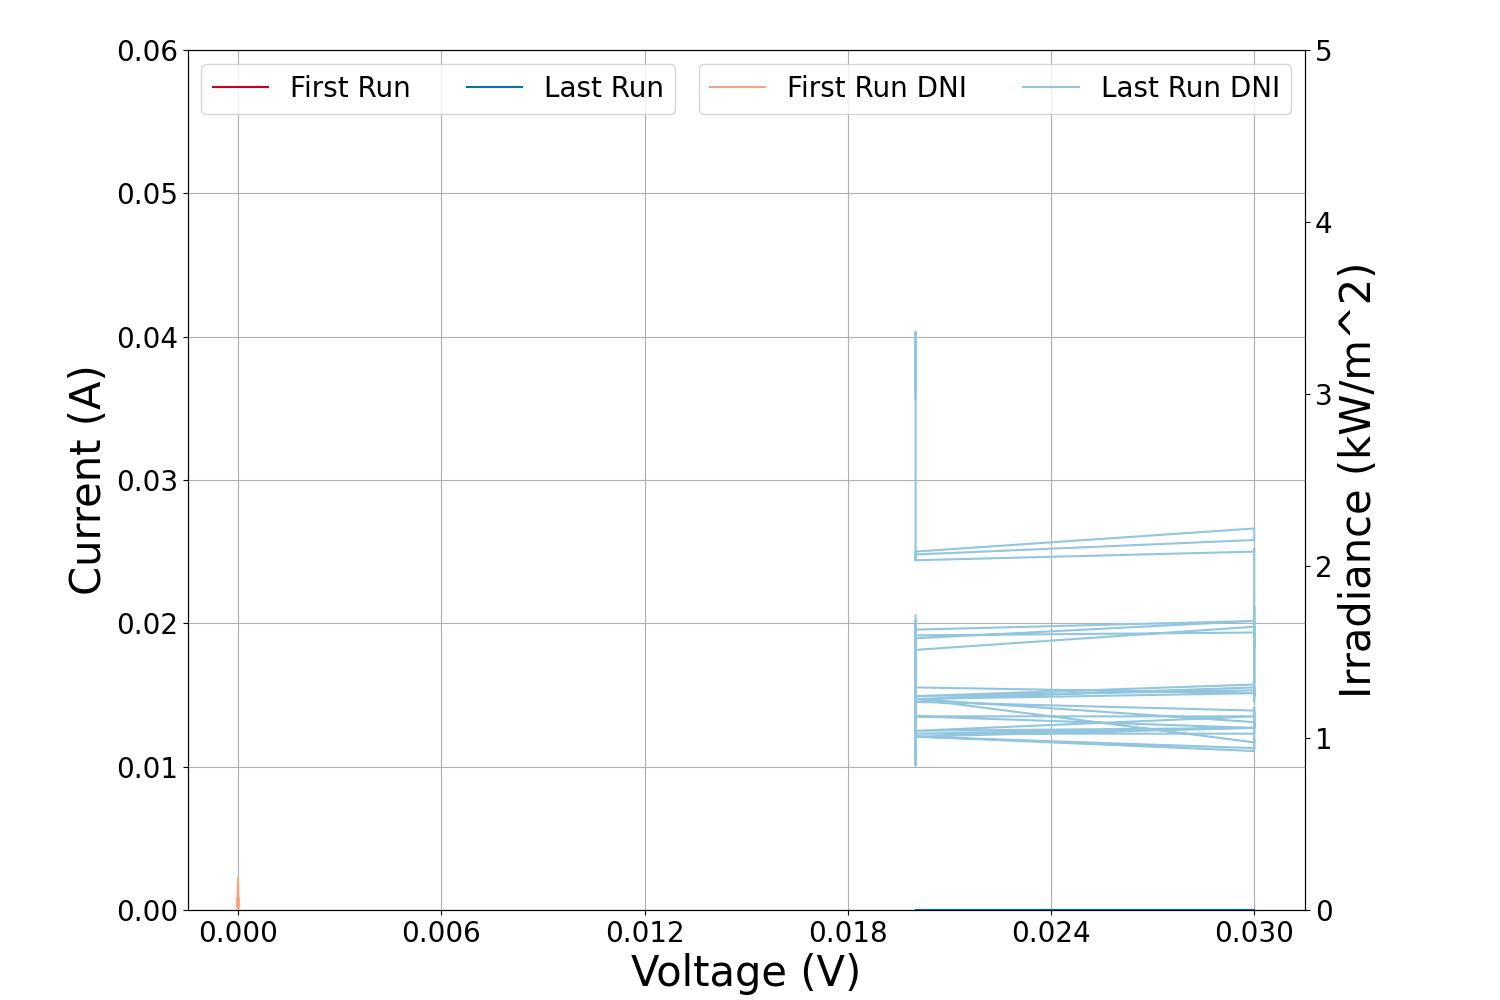 First Run
Last Run
First Run DNI
Last Run DNI
0.06
0.05
0.04
0.03
0.02
0.01
0.00
Current (A)
5
4
3
2
1
0
Irradiance (kW/m^2)
0.000
0.006
0.012
0.018
0.024
0.030
Voltage (V)